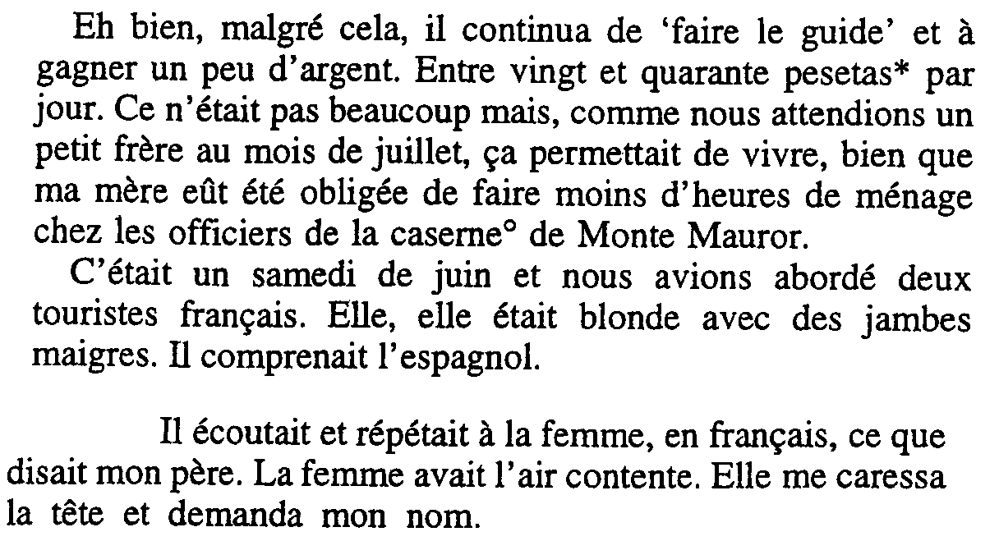 Eh bien, malgré cela, il continua de ‘faire le guide’ et à
gagner un peu d’argent. Entre vingt et quarante pesetas* par
jour. Ce n’était pas beaucoup mais, comme nous attendions un
petit frère au mois de juillet, ça permettait de vivre, bien que
ma mère eût été obligée de faire moins d’heures de ménage
chez les officiers de la caserne° de Monte Mauror.
C’était un samedi de juin et nous avions abordé deux
touristes français. Elle, elle était blonde avec des jambes
maigres. Il comprenait l’espagnol.
Il écoutait et répétait à la femme, en français, ce que
disait mon père. La femme avait l’air contente. Elle me caressa
la tête et demanda mon nom.